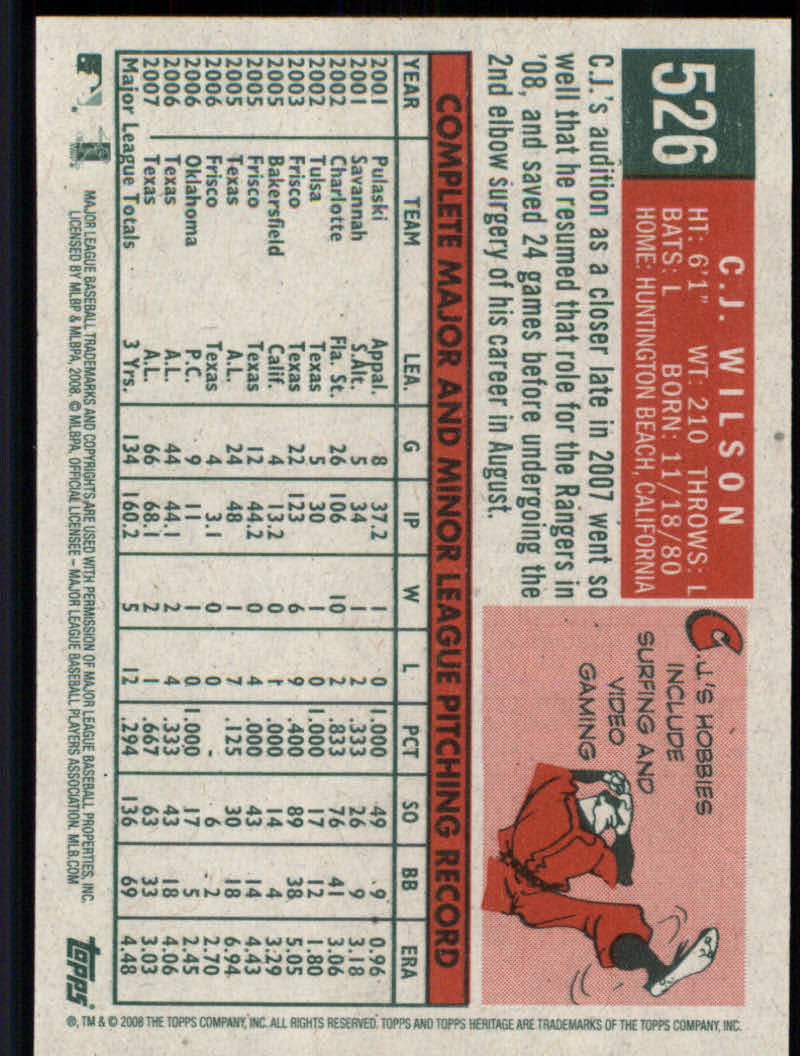 526
C.J. WILSON
HT: 6'1" WT: 210 THROWS: L
BATS: L BORN: 11/18/80
HOME: HUNTINGTON BEACH, CALIFORNIA
C.J.'s audition as a closer late in 2007 went so
well that he resumed that role for the Rangers in
'08, and saved 24 games before undergoing the
2nd elbow surgery of his career in August.
C.J.'S HOBBIES
INCLUDE
SURFING AND
VIDEO
GAMING
COMPLETE MAJOR AND MINOR LEAGUE PITCHING RECORD
YEAR TEAM LEA. G IP W L PCT SO BB ERA
2001 Pulaski Appal. 8 37.2 1 0 1.000 49 9 0.96
2001 Savannah S.Atl. 5 34 1 2 .333 26 9 3.18
2002 Charlotte Fla. St. 26 106 10 2 .833 76 41 3.06
2002 Tulsa Texas 5 30 1 0 1.000 17 12 1.80
2003 Frisco Texas 22 123 6 9 .400 89 38 5.05
2005 Bakersfield Calif. 4 13.2 0 1 .000 14 4 3.29
2005 Frisco Texas 12 44.2 0 4 .000 43 14 4.43
2005 Texas A.L. 24 48 1 7 .125 30 18 6.94
2006 Frisco Texas 4 3.1 0 0 - 6 2 2.70
2006 Oklahoma P.C. 9 11 1 0 1.000 17 5 2.45
2006 Texas A.L. 44 44.1 2 4 .333 43 18 4.06
2007 Texas A.L. 66 68.1 2 1 .667 63 33 3.03
Major League Totals 3 Yrs. 134 160.2 5 12 .294 136 69 4.48
MAJOR LEAGUE BASEBALL TRADEMARKS AND COPYRIGHTS ARE USED WITH PERMISSION OF MAJOR LEAGUE BASEBALL PROPERTIES, INC.
LICENSED BY MLBP & MLBPA, 2008. © MLBPA, OFFICIAL LICENSEE – MAJOR LEAGUE BASEBALL PLAYERS ASSOCIATION. MLB.COM
topps
®, TM & © 2008 THE TOPPS COMPANY, INC. ALL RIGHTS RESERVED. TOPPS AND TOPPS HERITAGE ARE TRADEMARKS OF THE TOPPS COMPANY, INC.